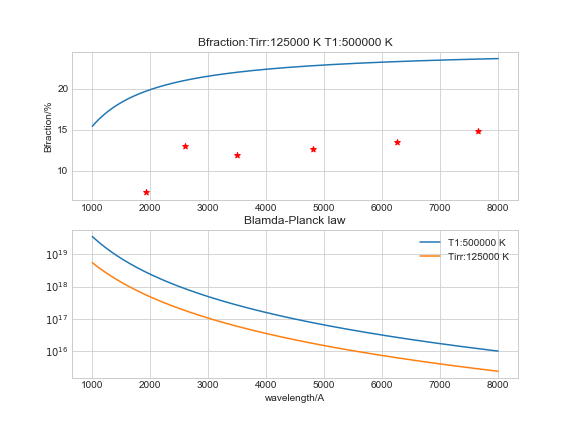 Bfraction:Tirr:125000 K T1:500000 K
Bfraction/%
20
15
10
1000 2000 3000 4000 5000 6000 7000 8000
Blamda-Planck law
T1:500000 K
Tirr:125000 K
10^19
10^18
10^17
10^16
1000 2000 3000 4000 5000 6000 7000 8000
wavelength/A